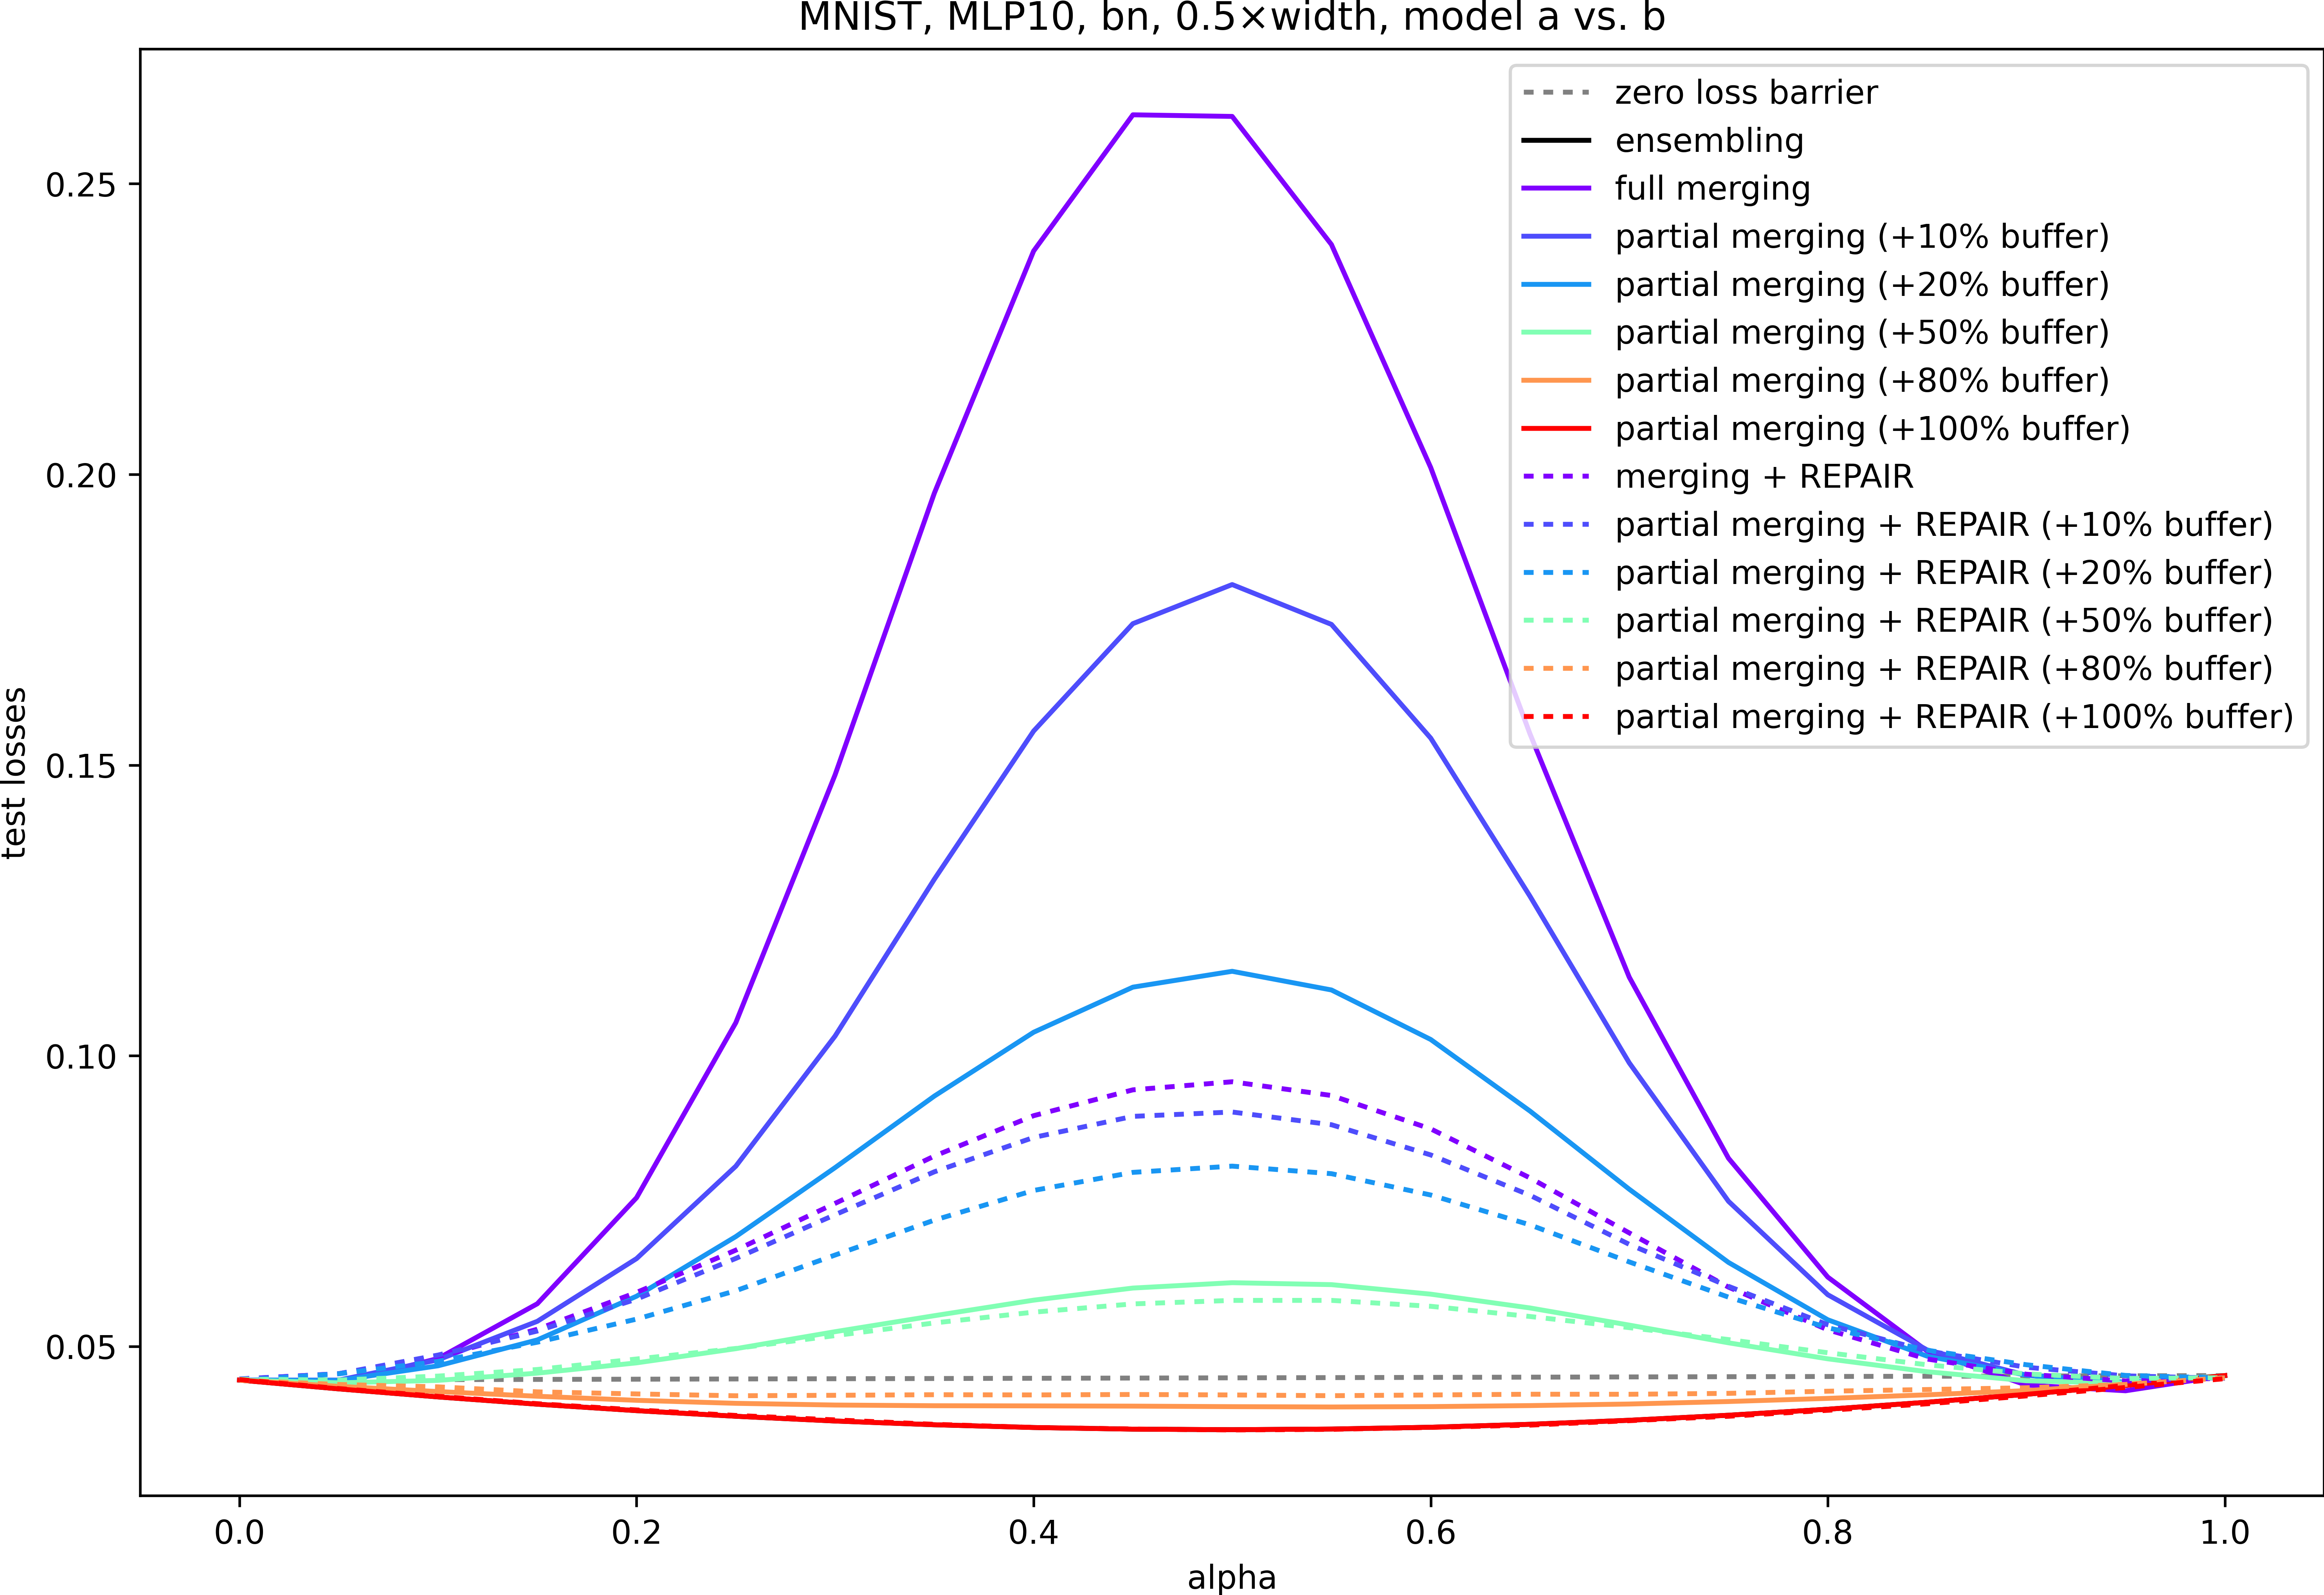 MNIST, MLP10, bn, 0.5×width, model a vs. b
zero loss barrier
ensembling
full merging
partial merging (+10% buffer)
partial merging (+20% buffer)
partial merging (+50% buffer)
partial merging (+80% buffer)
partial merging (+100% buffer)
merging + REPAIR
partial merging + REPAIR (+10% buffer)
partial merging + REPAIR (+20% buffer)
partial merging + REPAIR (+50% buffer)
partial merging + REPAIR (+80% buffer)
partial merging + REPAIR (+100% buffer)
test losses
0.25
0.20
0.15
0.10
0.05
0.0 0.2 0.4 0.6 0.8 1.0
alpha